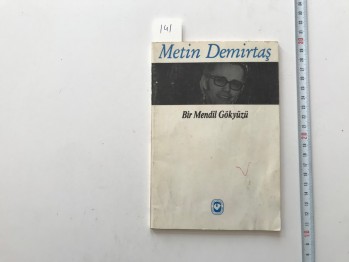 141
Metin Demirtaş
Bir Mendil Gökyüzü